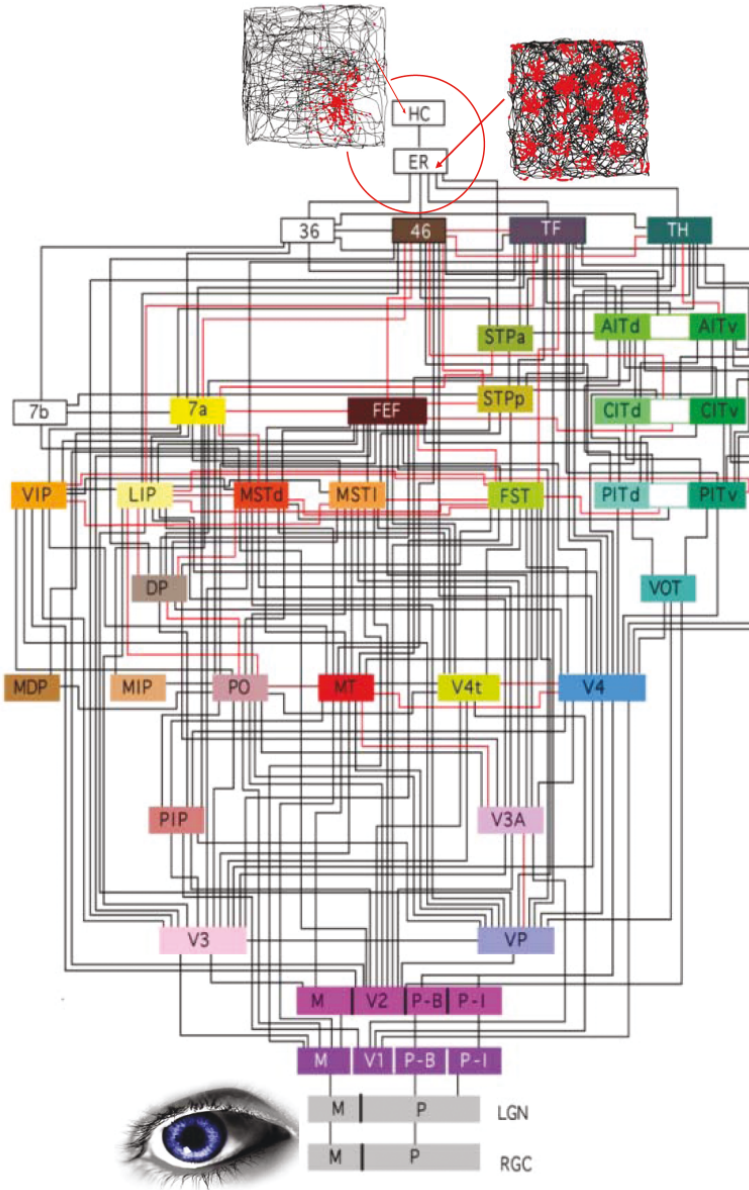 HC
ER
36 46 TF TH
STPa AITd AITv
7b 7a FEF STPp CITd CITv
VIP LIP MSTd MSTl FST PITd PITv
DP VOT
MDP MIP PO MT V4t V4
PIP V3A
V3 VP
M V2 P-B P-I
M V1 P-B P-I
M P LGN
M P RGC